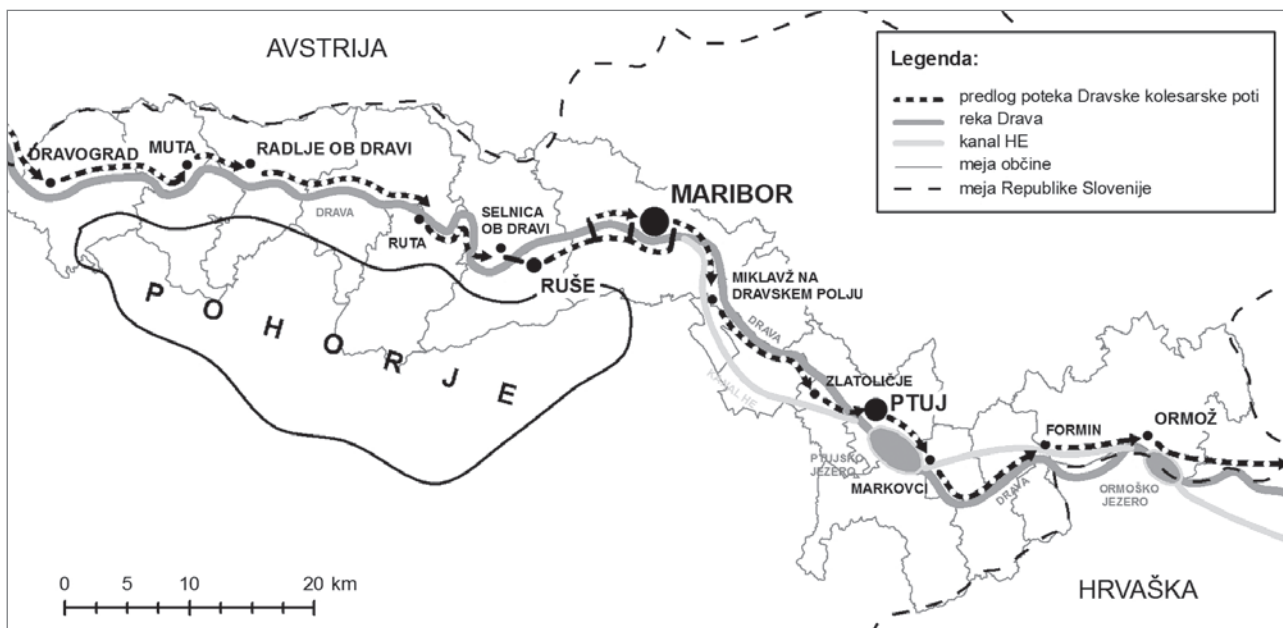 AVSTRIJA
Legenda:
predlog poteka Dravske kolesarske poti
reka Drava
kanal HE
meja občine
meja Republike Slovenije
DRAVOGRAD
MUTA
RADLJE OB DRAVI
DRAVA
RUTA
SELNICA
OB DRAVI
RUŠE
MARIBOR
MIKLAVŽ NA
DRAVSKEM POLJU
DRAVA
KANAL HE
ZLATOLIČJE
PTUJ
PTUJSKO
JEZERO
MARKOVCI
FORMIN
ORMOŽ
DRAVA
ORMOŠKO
JEZERO
POHORJE
0 5 10 20 km
HRVAŠKA